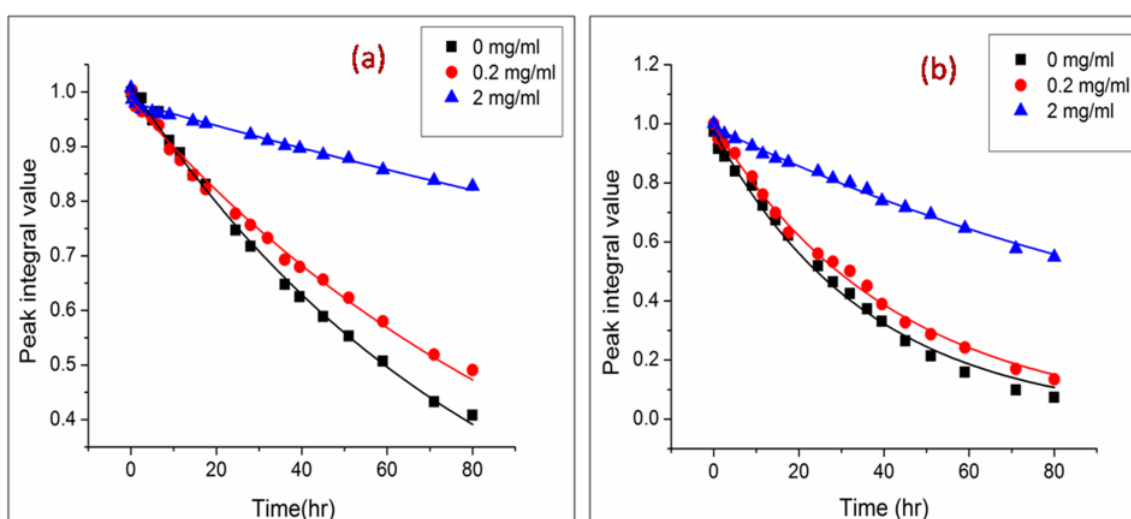 (a)
0 mg/ml
0.2 mg/ml
2 mg/ml
1.0
0.9
0.8
0.7
0.6
0.5
0.4
Peak integral value
0 20 40 60 80
Time(hr)
(b)
0 mg/ml
0.2 mg/ml
2 mg/ml
1.2
1.0
0.8
0.6
0.4
0.2
0.0
Peak integral value
0 20 40 60 80
Time (hr)